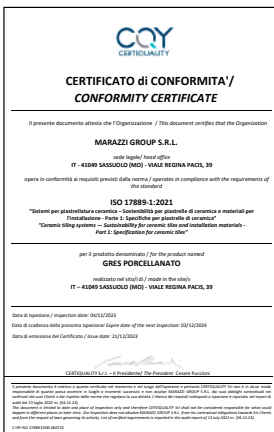 CQY
CERTIQUALITY
CERTIFICATO di CONFORMITA'/
CONFORMITY CERTIFICATE
Il presente documento attesta che l'Organizzazione / This document certifies that the Organization
MARAZZI GROUP S.R.L.
sede legale/ head office
IT - 41049 SASSUOLO (MO) - VIALE REGINA PACIS, 39
opera in conformità ai requisiti previsti dalla norma / operates in compliance with the requirements of
the standard
ISO 17889-1:2021
"Sistemi per piastrellatura ceramica – Sostenibilità per piastrelle di ceramica e materiali per
l'installazione - Parte 1: Specifiche per piastrelle di ceramica"
"Ceramic tiling systems — Sustainability for ceramic tiles and installation materials -
Part 1: Specification for ceramic tiles"
per il prodotto denominato / for the product named
GRES PORCELLANATO
realizzato nel sito/i di / made in the site/s
IT – 41049 SASSUOLO (MO) - VIALE REGINA PACIS, 39
Data di Ispezione / Inspection date: 04/12/2023
Data di scadenza della prossima Ispezione/ Expire date of the next inspection: 03/12/2024
Data di emissione del Certificato / Issue date: 21/12/2023
CERTIQUALITY S.r.l. – Il Presidente/ The President Cesare Puccioni